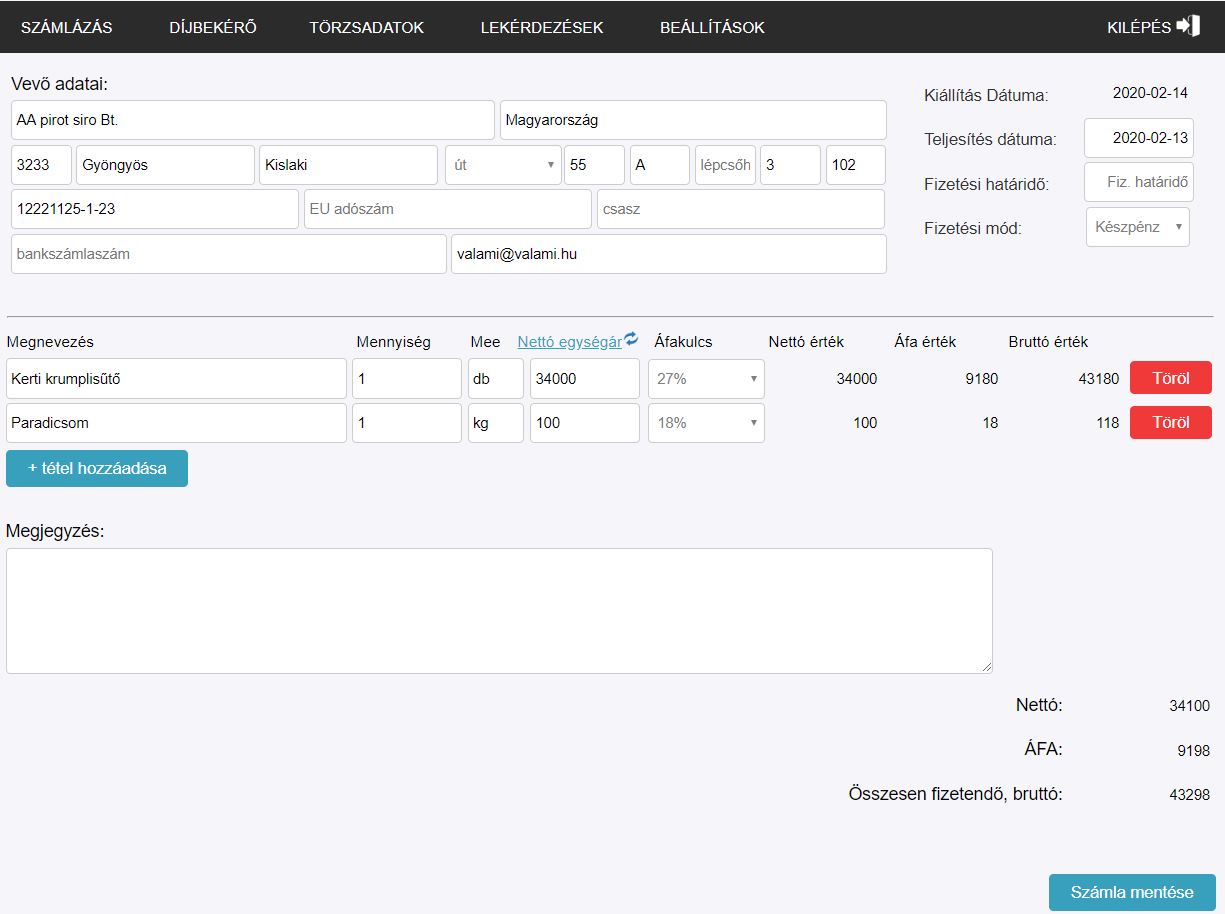 SZÁMLÁZÁS DÍJBEKÉRŐ TÖRZSADATOK LEKÉRDEZÉSEK BEÁLLÍTÁSOK KILÉPÉS
Vevő adatai:
AA pirot siro Bt. Magyarország
3233 Gyöngyös Kislaki út 55 A lépcsőh 3 102
12221125-1-23 EU adószám csasz
bankszámlaszám valami@valami.hu
Kiállítás Dátuma: 2020-02-14
Teljesítés dátuma: 2020-02-13
Fizetési határidő: Fiz. határidő
Fizetési mód: Készpénz
Megnevezés Mennyiség Mee Nettó egységár Áfakulcs Nettó érték Áfa érték Bruttó érték
Kerti krumplisűtő 1 db 34000 27% 34000 9180 43180 Töröl
Paradicsom 1 kg 100 18% 100 18 118 Töröl
+ tétel hozzáadása
Megjegyzés:
Nettó: 34100
ÁFA: 9198
Összesen fizetendő, bruttó: 43298
Számla mentése